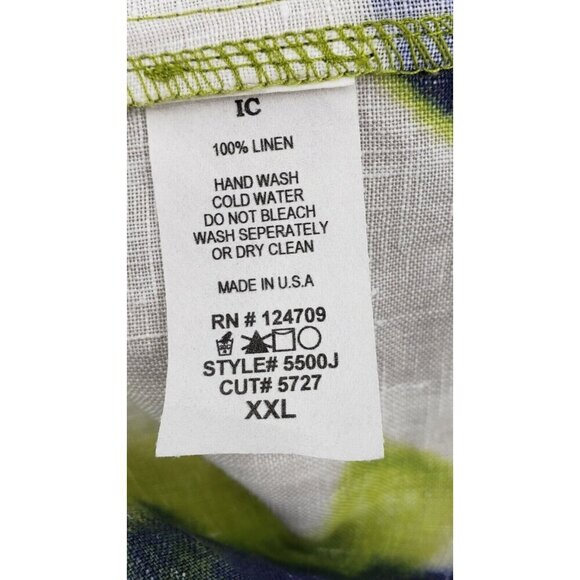 IC
100% LINEN
HAND WASH
COLD WATER
DO NOT BLEACH
WASH SEPERATELY
OR DRY CLEAN
MADE IN U.S.A
RN # 124709
STYLE# 5500J
CUT# 5727
XXL